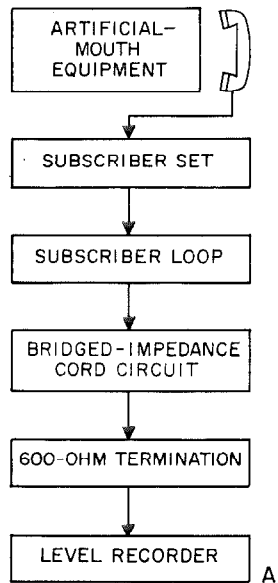 ARTIFICIAL-
MOUTH
EQUIPMENT
SUBSCRIBER SET
SUBSCRIBER LOOP
BRIDGED-IMPEDANCE
CORD CIRCUIT
600-OHM TERMINATION
LEVEL RECORDER
A